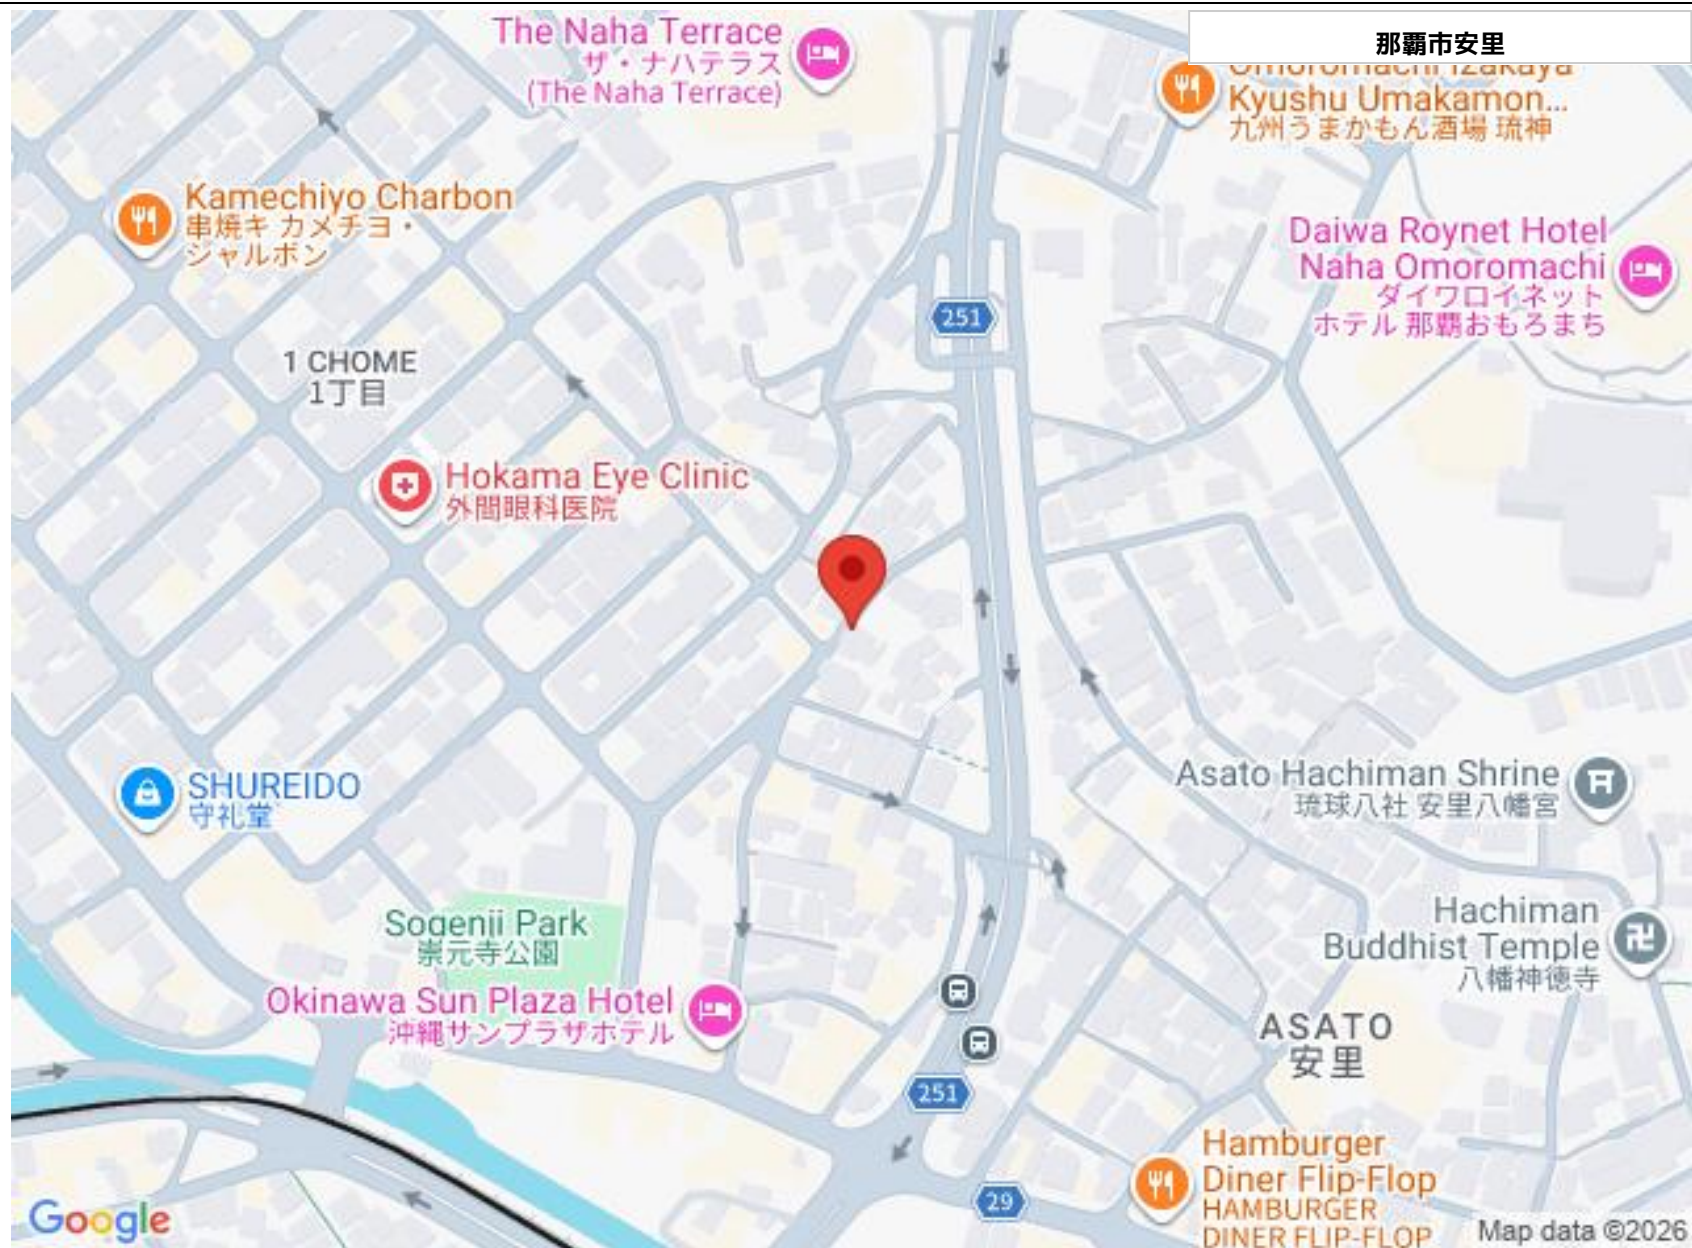 那覇市安里
The Naha Terrace
ザ・ナハテラス
(The Naha Terrace)
Omoromachi Izakaya
Kyushu Umakamon...
九州うまかもん酒場 琉神
Kamechiyo Charbon
串焼キ カメチヨ・
シャルボン
Daiwa Roynet Hotel
Naha Omoromachi
ダイワロイネット
ホテル 那覇おもろまち
251
1 CHOME
1丁目
Hokama Eye Clinic
外間眼科医院
SHUREIDO
守礼堂
Asato Hachiman Shrine
琉球八社 安里八幡宮
Sogenji Park
崇元寺公園
Hachiman
Buddhist Temple
八幡神徳寺
Okinawa Sun Plaza Hotel
沖縄サンプラザホテル
ASATO
安里
251
Hamburger
Diner Flip-Flop
HAMBURGER
DINER FLIP-FLOP
29
Google
Map data ©2026